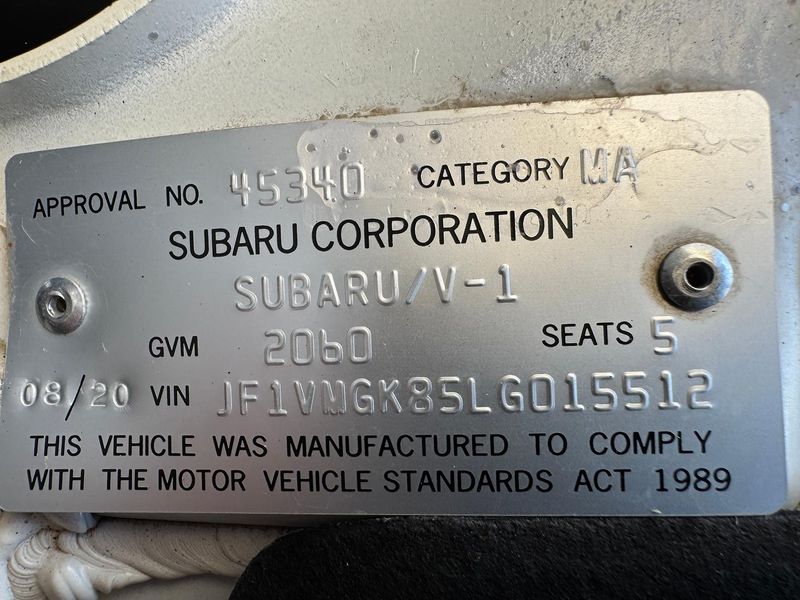 APPROVAL NO. 45340 CATEGORY MA
SUBARU CORPORATION
SUBARU/V-1
GVM 2060 SEATS 5
08/20 VIN JF1VMGK85LG015512
THIS VEHICLE WAS MANUFACTURED TO COMPLY
WITH THE MOTOR VEHICLE STANDARDS ACT 1989